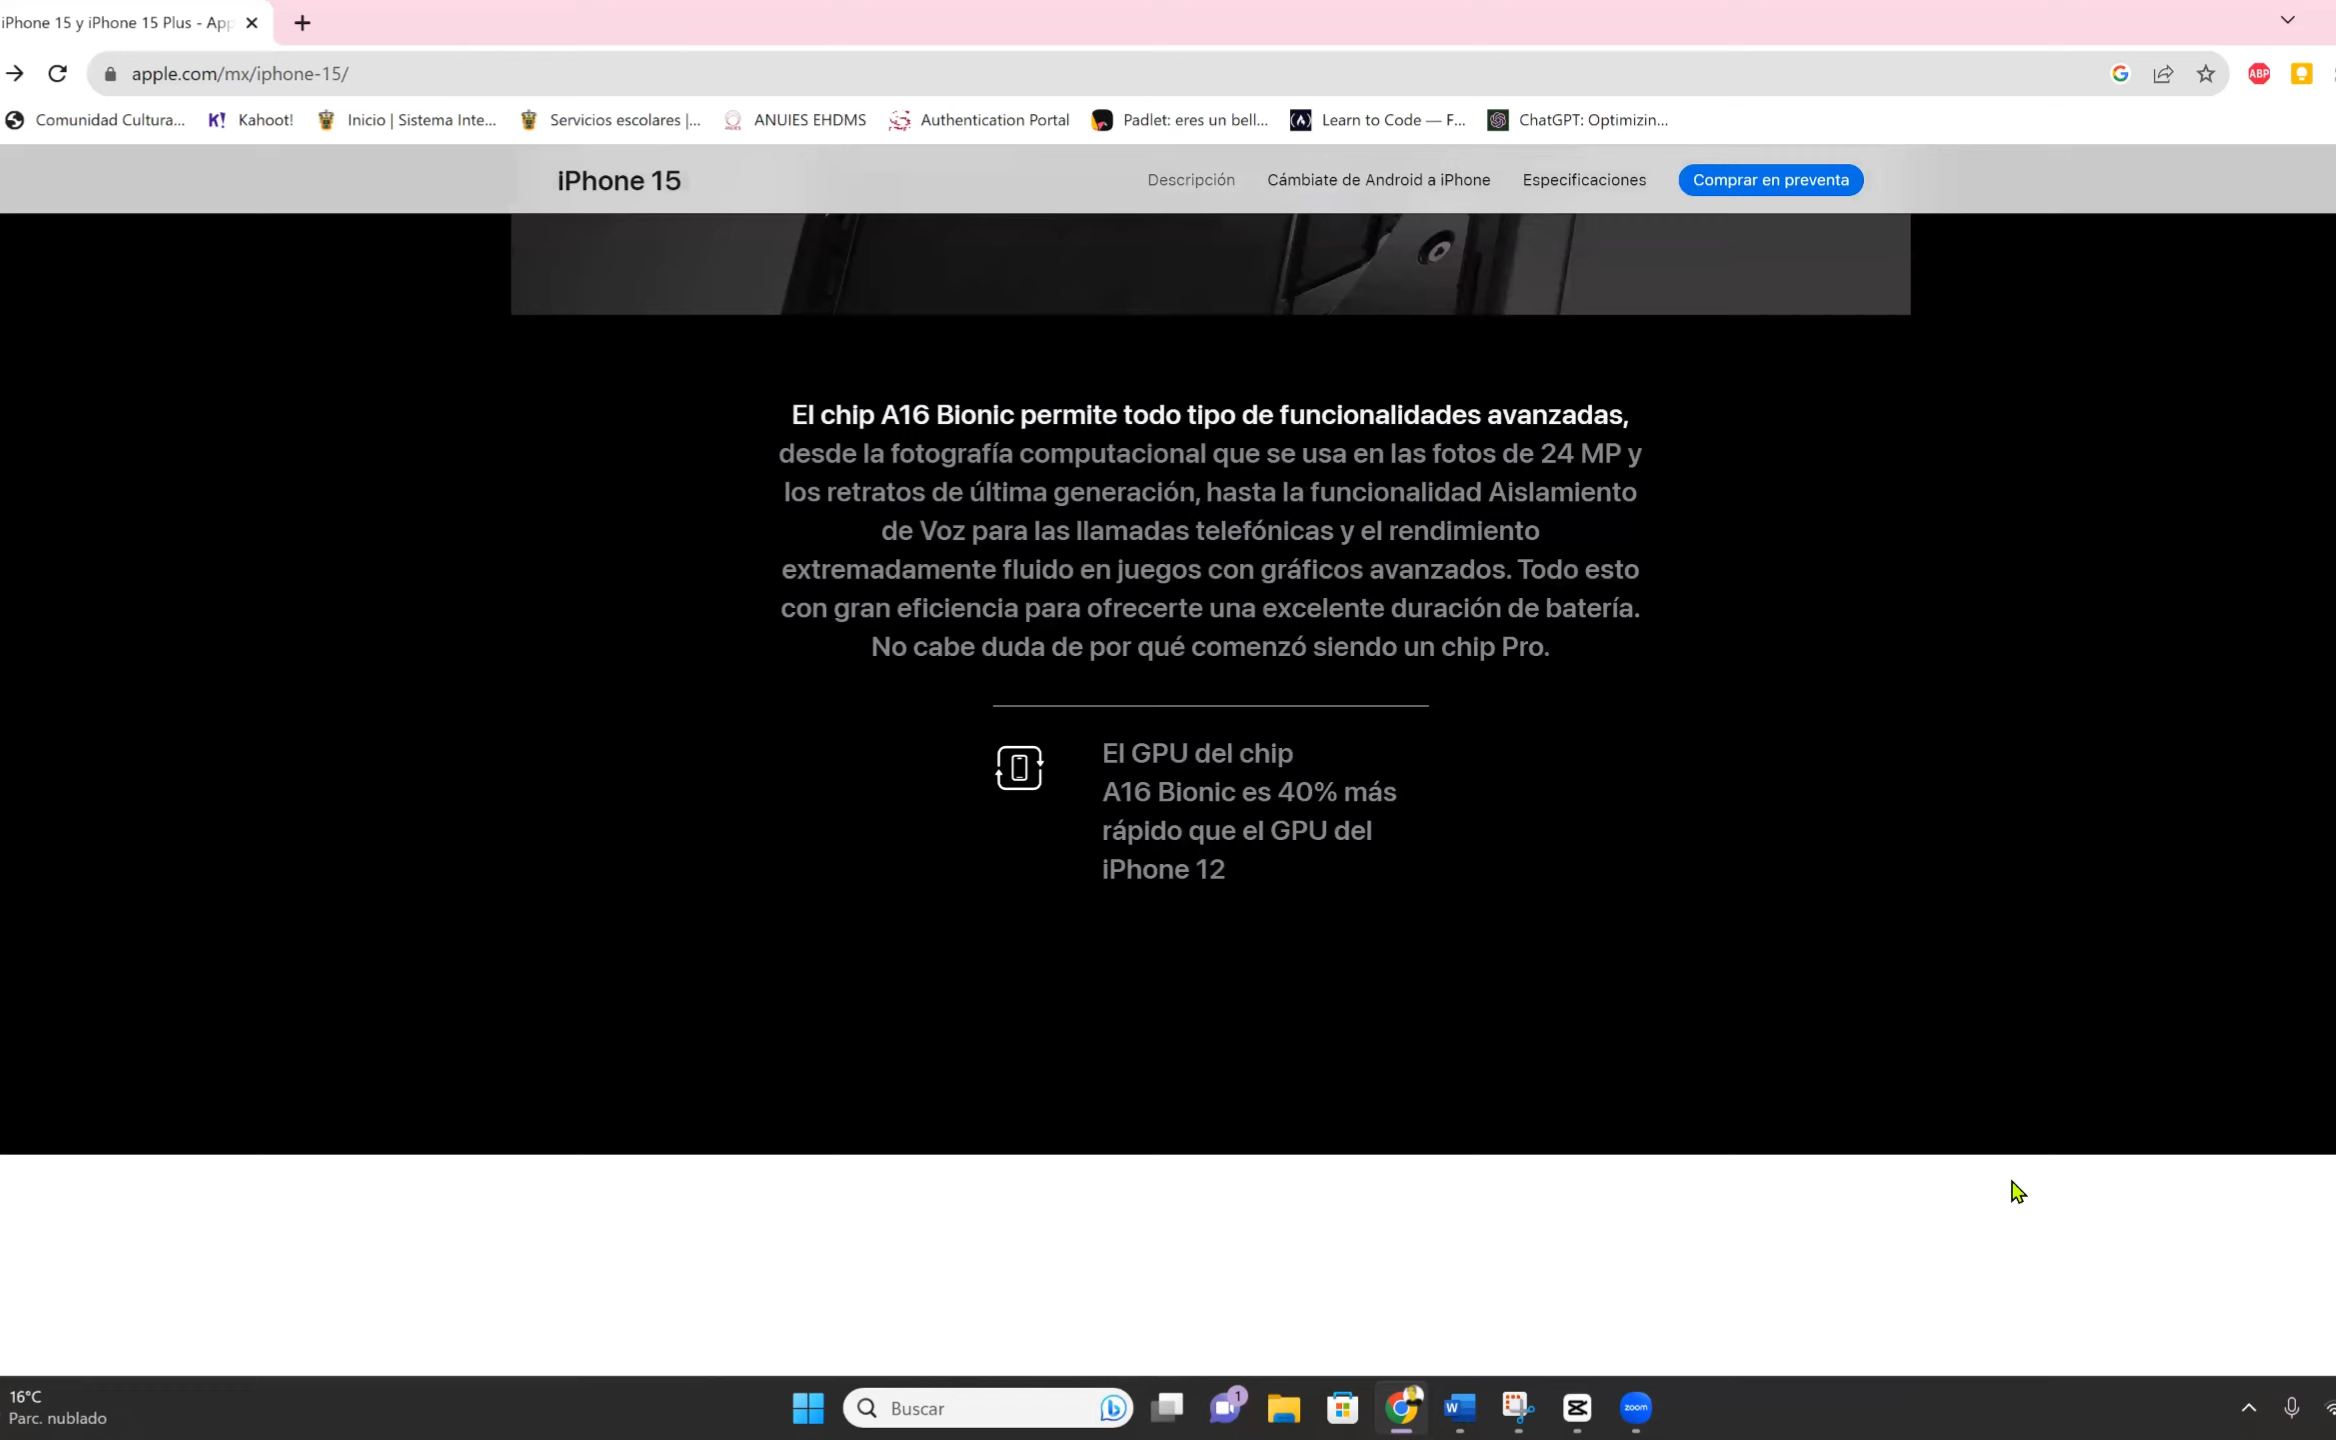 iPhone 15 y iPhone 15 Plus - App
apple.com/mx/iphone-15/
ABP
Comunidad Cultura... K! Kahoot! Inicio | Sistema Inte... Servicios escolares |... ANUIES EHDMS Authentication Portal Padlet: eres un bell... Learn to Code — F... ChatGPT: Optimizin...
iPhone 15 Descripción Cámbiate de Android a iPhone Especificaciones Comprar en preventa
El chip A16 Bionic permite todo tipo de funcionalidades avanzadas,
desde la fotografía computacional que se usa en las fotos de 24 MP y
los retratos de última generación, hasta la funcionalidad Aislamiento
de Voz para las llamadas telefónicas y el rendimiento
extremadamente fluido en juegos con gráficos avanzados. Todo esto
con gran eficiencia para ofrecerte una excelente duración de batería.
No cabe duda de por qué comenzó siendo un chip Pro.
El GPU del chip
A16 Bionic es 40% más
rápido que el GPU del
iPhone 12
16°C
Parc. nublado
Buscar
1
W
zoom